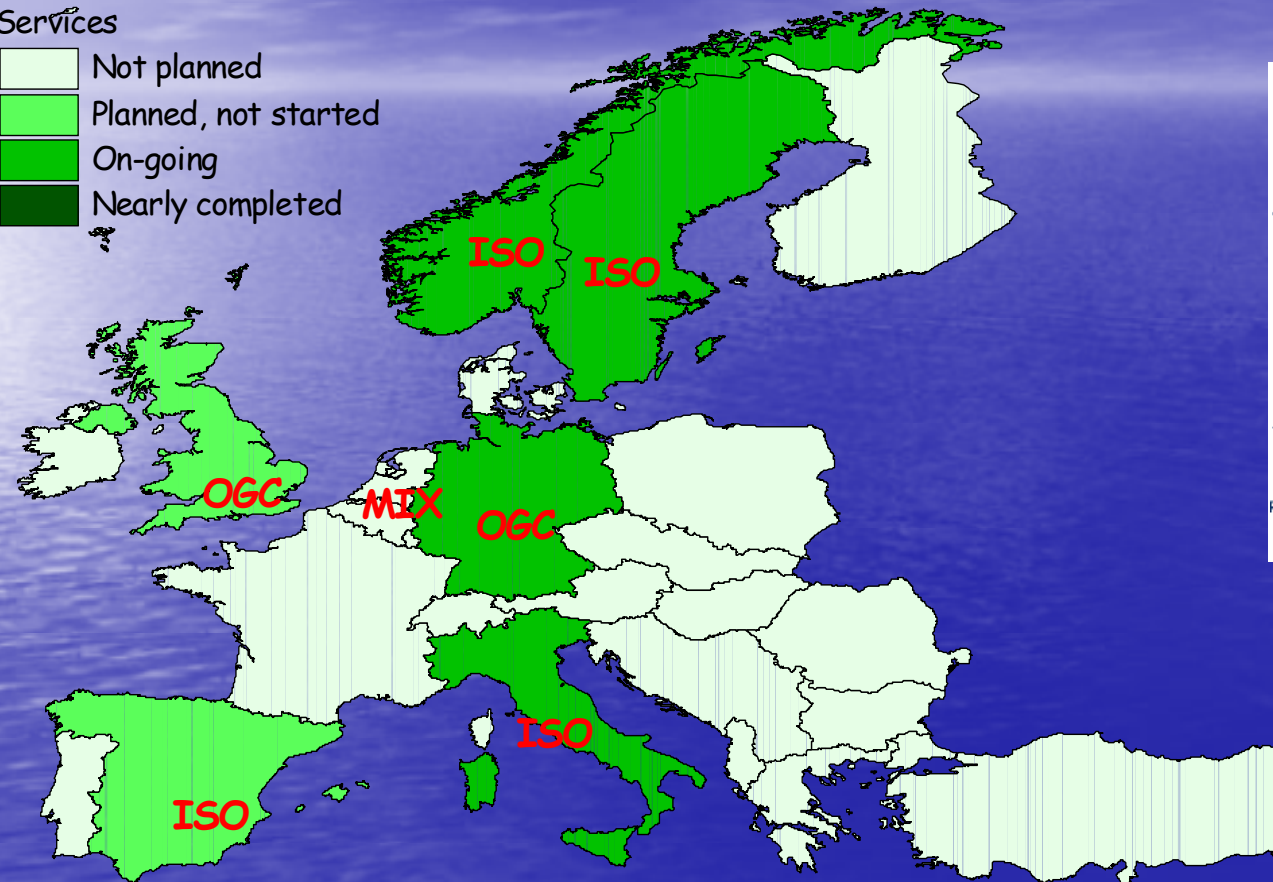 Services
Not planned
Planned, not started
On-going
Nearly completed
ISO
ISO
OGC
MIX
OGC
ISO
ISO